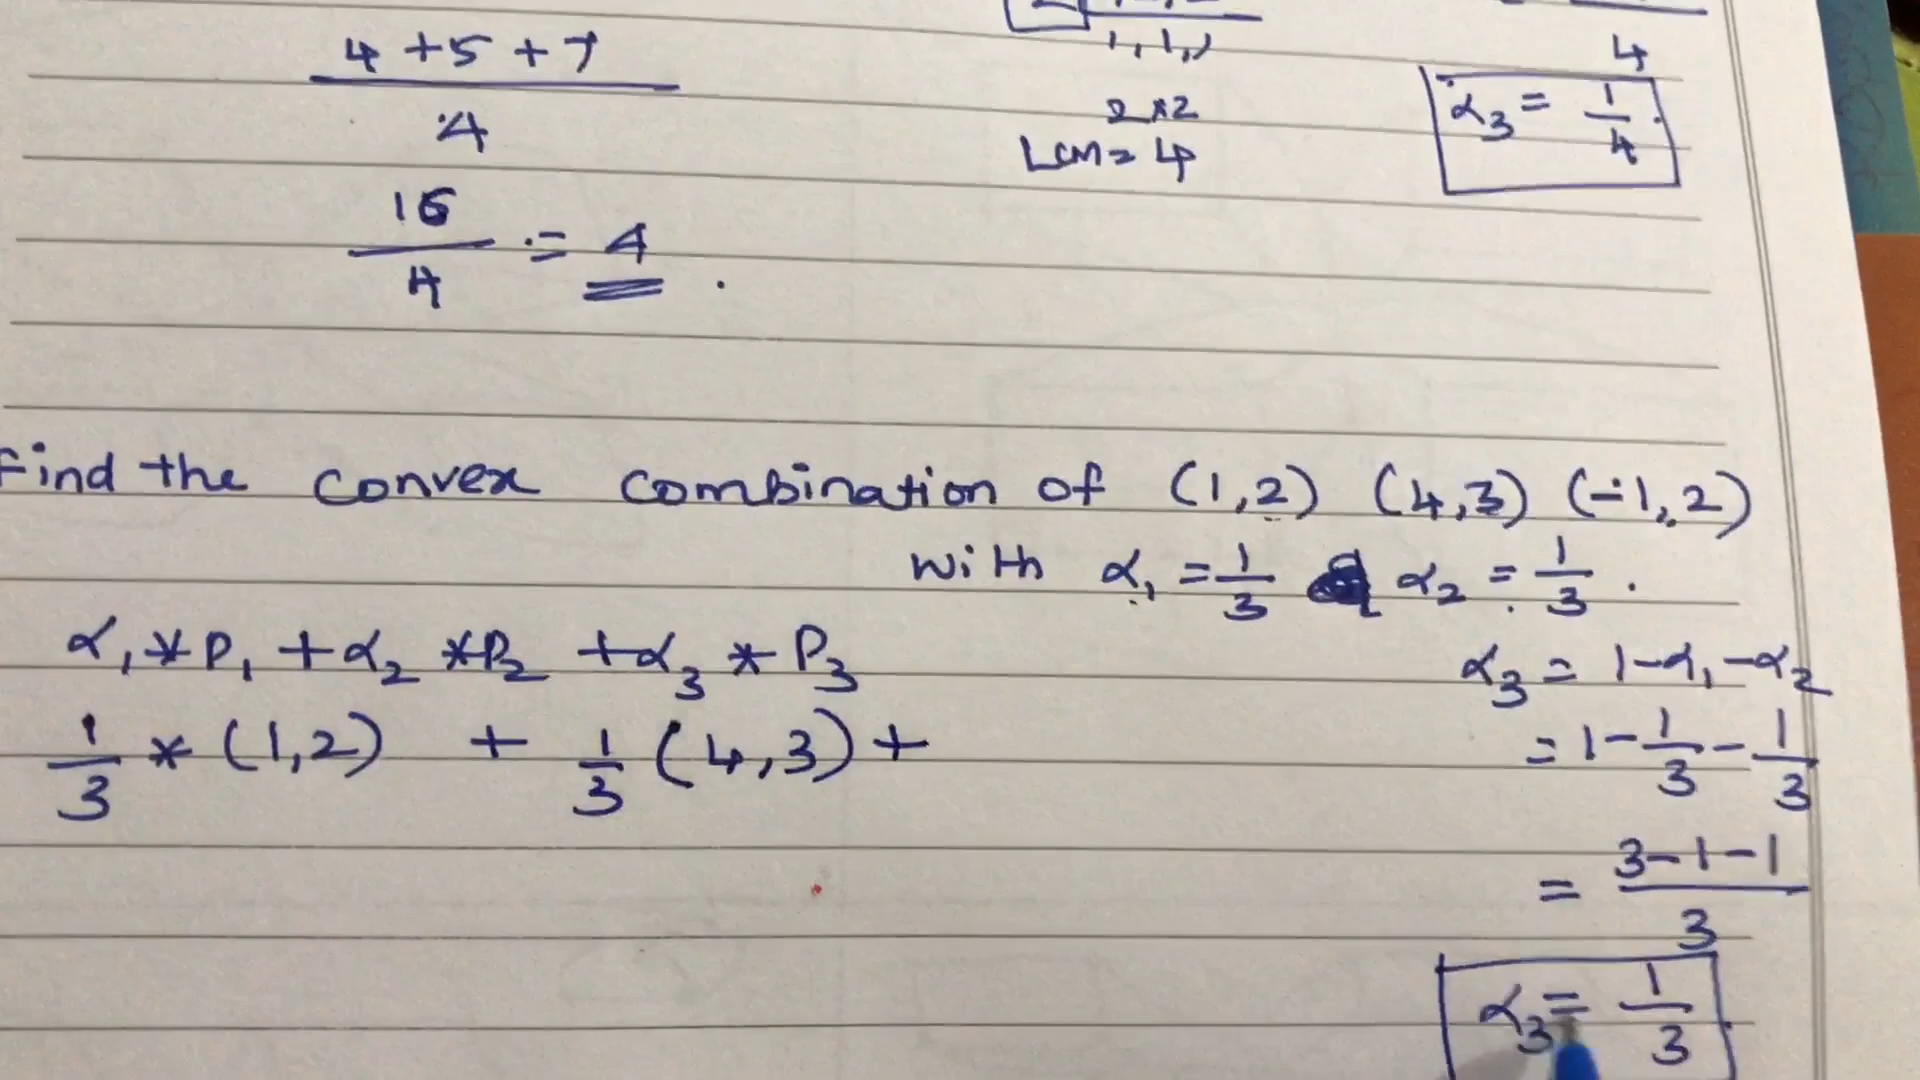 4 + 5 + 7
4
16
4
= 4
1, 1, 1
2 * 2
LCM = 4
4
α3 = 1/4
Find the convex combination of (1,2) (4,3) (-1,2)
with α1 = 1/3 α2 = 1/3 .
α1 * P1 + α2 * P2 + α3 * P3
1/3 * (1,2) + 1/3 (4,3) +
α3 = 1-α1-α2
= 1 - 1/3 - 1/3
= 3-1-1
3
α3 = 1/3